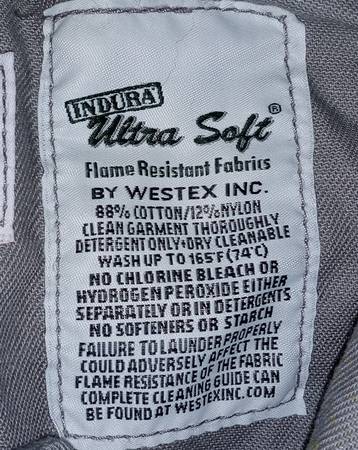 INDURA
Ultra Soft®
Flame Resistant Fabrics
BY WESTEX INC.
88% COTTON/12% NYLON
CLEAN GARMENT THOROUGHLY
DETERGENT ONLY•DRY CLEANABLE
WASH UP TO 165°F (74°C)
NO CHLORINE BLEACH OR
HYDROGEN PEROXIDE EITHER
SEPARATELY OR IN DETERGENTS
NO SOFTENERS OR STARCH
FAILURE TO LAUNDER PROPERLY
COULD ADVERSELY AFFECT THE
FLAME RESISTANCE OF THE FABRIC
COMPLETE CLEANING GUIDE CAN
BE FOUND AT WESTEXINC.COM